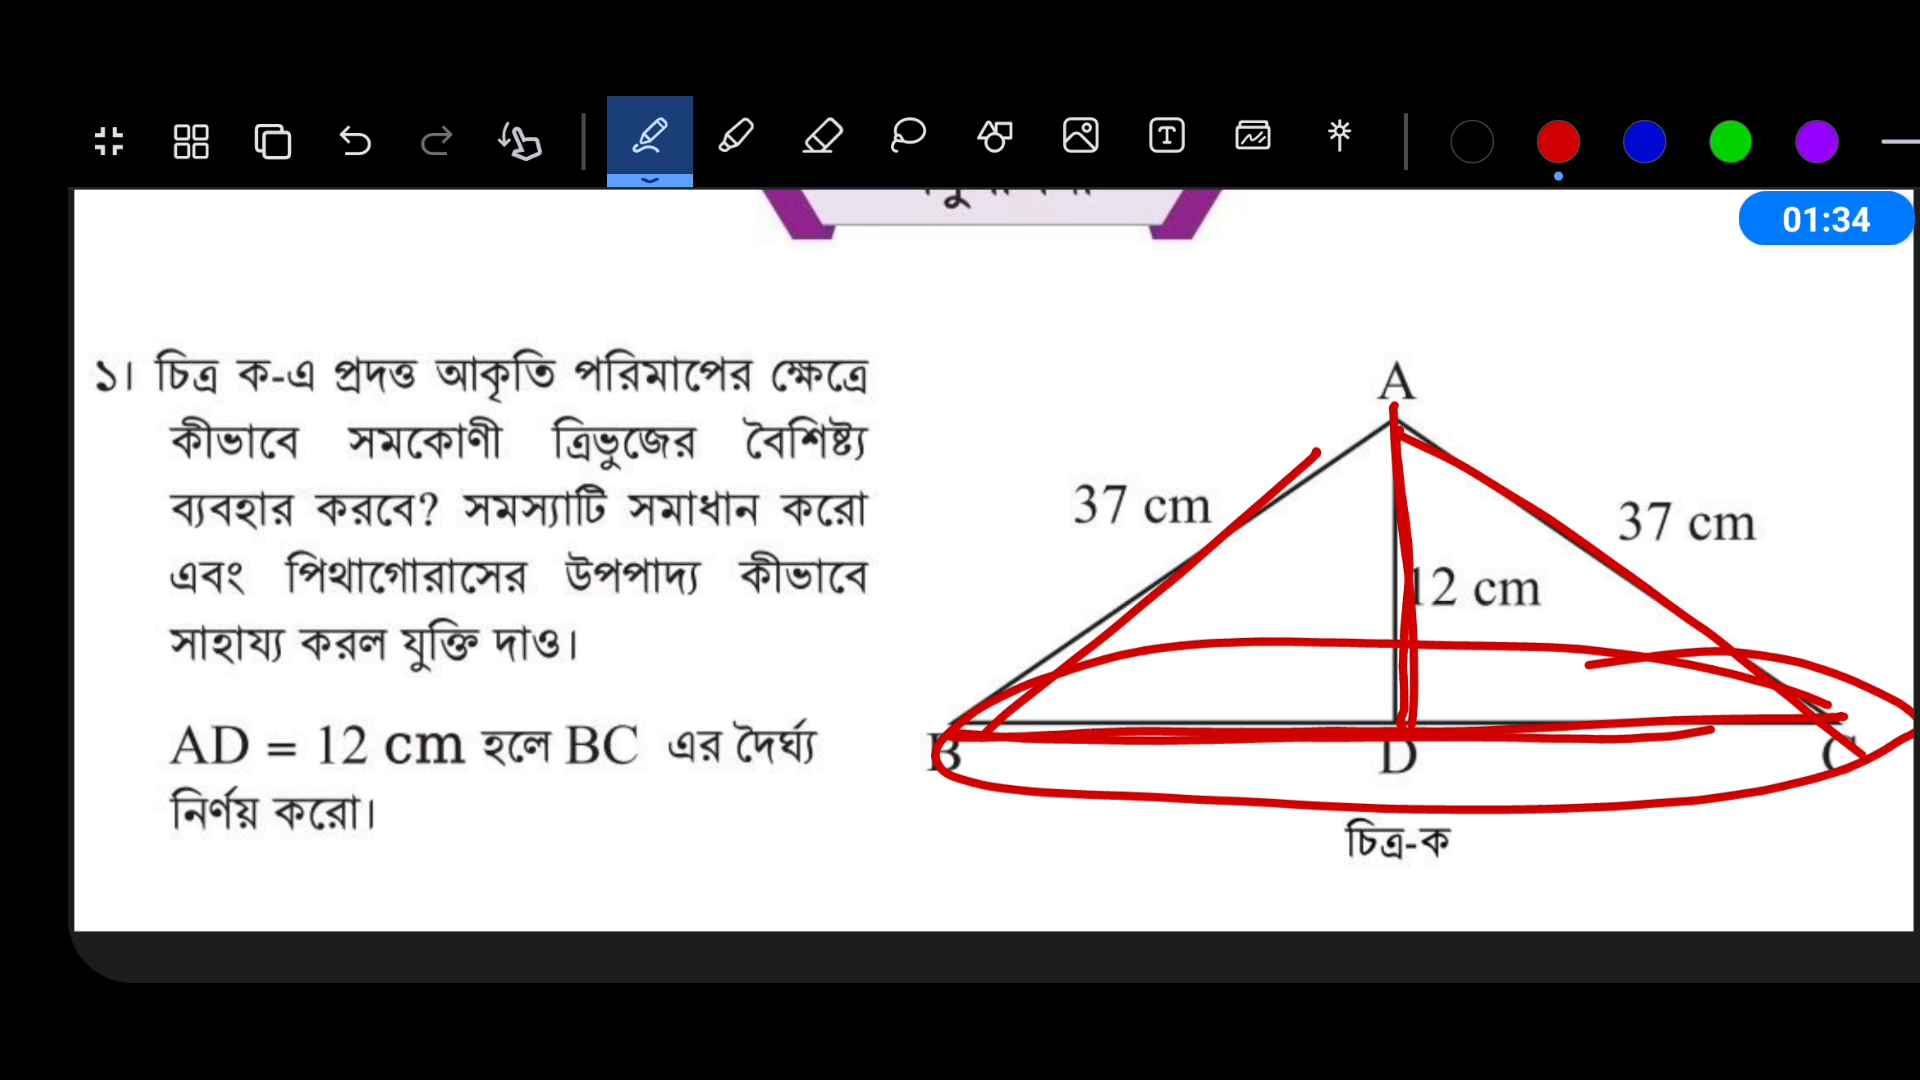 01:34
১। চিত্র ক-এ প্রদত্ত আকৃতি পরিমাপের ক্ষেত্রে
কীভাবে সমকোণী ত্রিভুজের বৈশিষ্ট্য
ব্যবহার করবে? সমস্যাটি সমাধান করো
এবং পিথাগোরাসের উপপাদ্য কীভাবে
সাহায্য করল যুক্তি দাও।
AD = 12 cm হলে BC এর দৈর্ঘ্য
নির্ণয় করো।
A
37 cm
37 cm
12 cm
B
D
C
চিত্র-ক